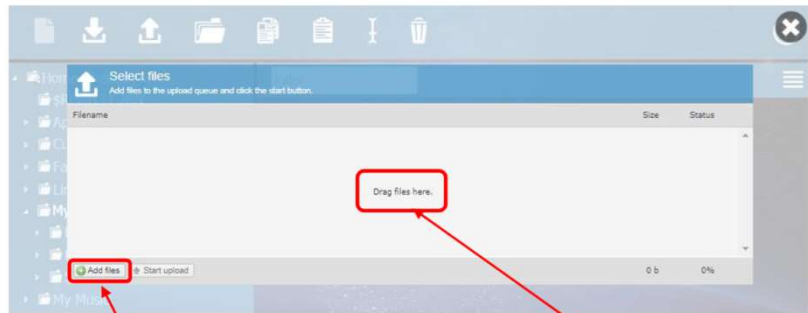 Select files
Add files to the upload queue and click the start button.
Filename Size Status
Drag files here.
Add files Start upload 0 b 0%
My Music